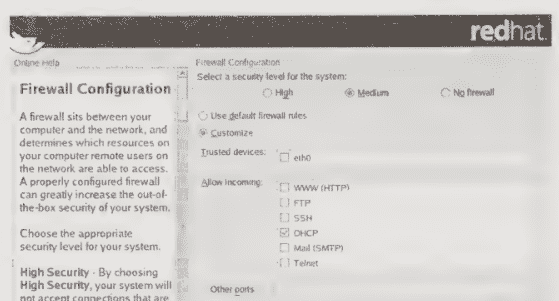 redhat
Online Help
Firewall Configuration
A firewall sits between your
computer and the network, and
determines which resources on
your computer remote users on
the network are able to access.
A properly configured firewall
can greatly increase the out-of-
the-box security of your system.
Choose the appropriate
security level for your system.
High Security - By choosing
High Security, your system will
not accept connections that are
Firewall Configuration
Select a security level for the system:
High Medium No firewall
Use default firewall rules
Customize
Trusted devices: eth0
Allow incoming: WWW (HTTP)
FTP
SSH
DHCP
Mail (SMTP)
Telnet
Other ports